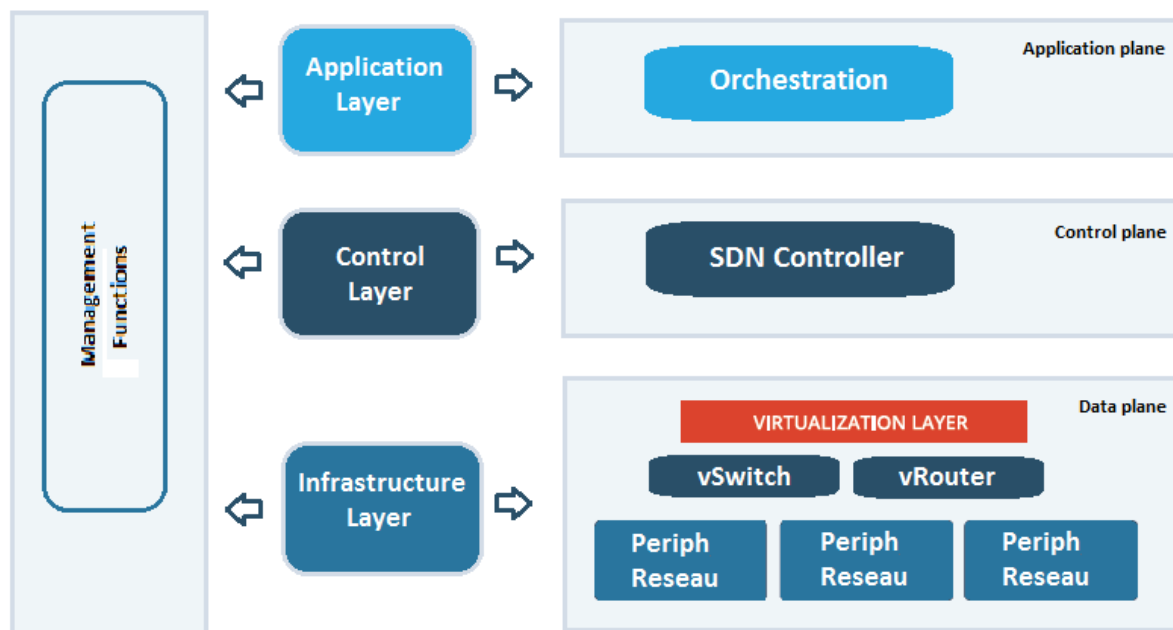 Management
Functions
Application
Layer
Application plane
Orchestration
Control
Layer
Control plane
SDN Controller
Infrastructure
Layer
Data plane
VIRTUALIZATION LAYER
vSwitch
vRouter
Periph
Reseau
Periph
Reseau
Periph
Reseau